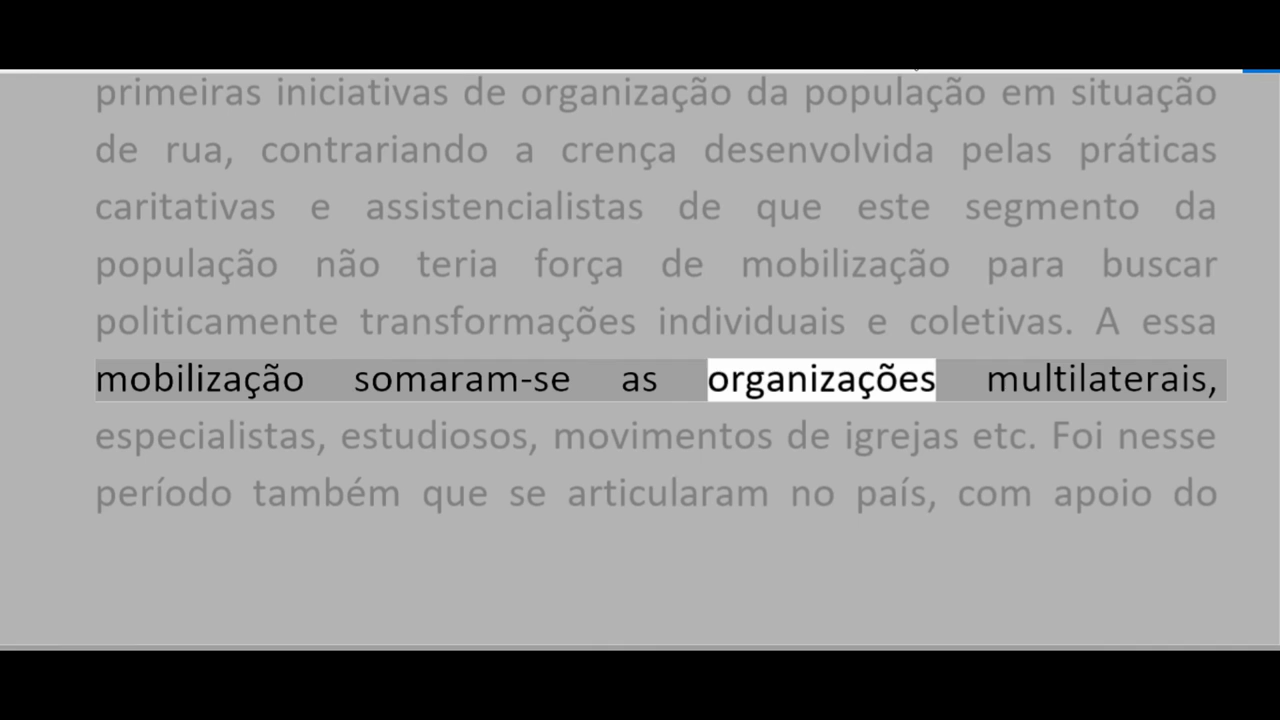 primeiras iniciativas de organização da população em situação
de rua, contrariando a crença desenvolvida pelas práticas
caritativas e assistencialistas de que este segmento da
população não teria força de mobilização para buscar
politicamente transformações individuais e coletivas. A essa
mobilização somaram-se as organizações multilaterais,
especialistas, estudiosos, movimentos de igrejas etc. Foi nesse
período também que se articularam no país, com apoio do